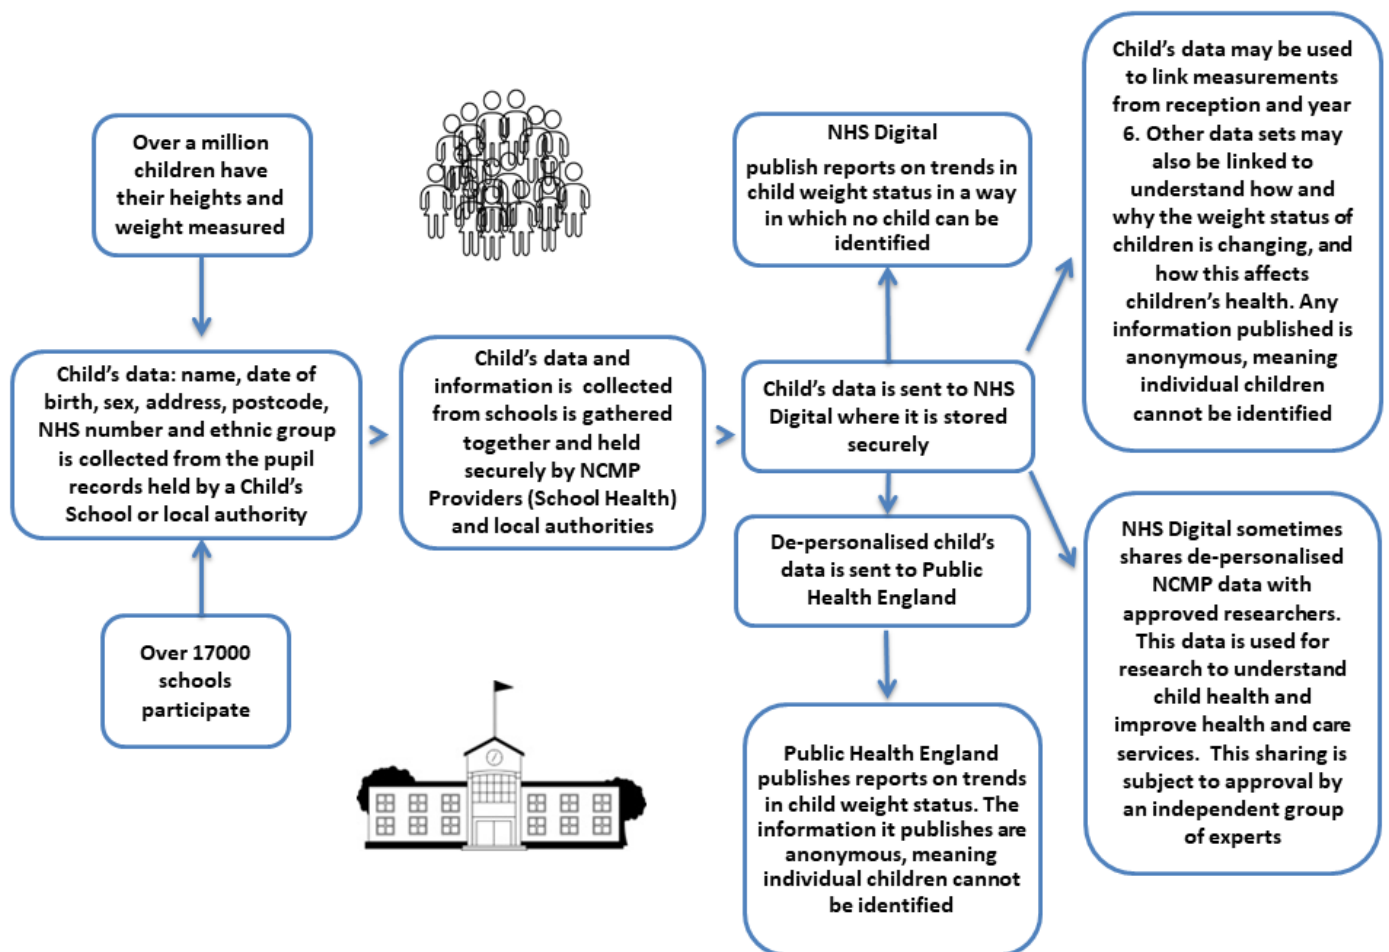 Over a million
children have
their heights and
weight measured
Child's data: name, date of
birth, sex, address, postcode,
NHS number and ethnic group
is collected from the pupil
records held by a Child's
School or local authority
Over 17000
schools
participate
Child's data and
information is collected
from schools is gathered
together and held
securely by NCMP
Providers (School Health)
and local authorities
NHS Digital
publish reports on trends in
child weight status in a way
in which no child can be
identified
Child's data is sent to NHS
Digital where it is stored
securely
De-personalised child's
data is sent to Public
Health England
Public Health England
publishes reports on trends
in child weight status. The
information it publishes are
anonymous, meaning
individual children cannot
be identified
Child's data may be used
to link measurements
from reception and year
6. Other data sets may
also be linked to
understand how and
why the weight status of
children is changing, and
how this affects
children's health. Any
information published is
anonymous, meaning
individual children
cannot be identified
NHS Digital sometimes
shares de-personalised
NCMP data with
approved researchers.
This data is used for
research to understand
child health and
improve health and care
services. This sharing is
subject to approval by
an independent group
of experts